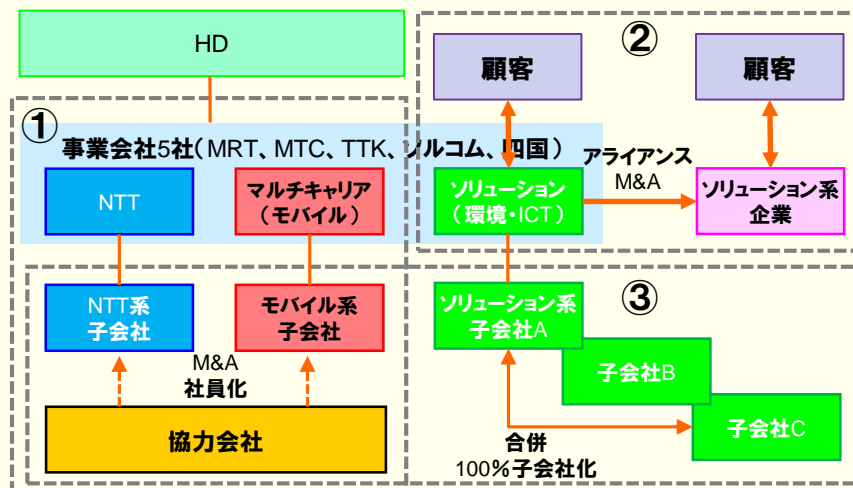 HD
①
事業会社5社(MRT、MTC、TTK、ソルコム、四国)
NTT
マルチキャリア
(モバイル)
②
顧客
顧客
アライアンス
M&A
ソリューション
(環境・ICT)
ソリューション系
企業
③
NTT系
子会社
モバイル系
子会社
M&A
社員化
協力会社
ソリューション系
子会社A
子会社B
子会社C
合併
100%子会社化